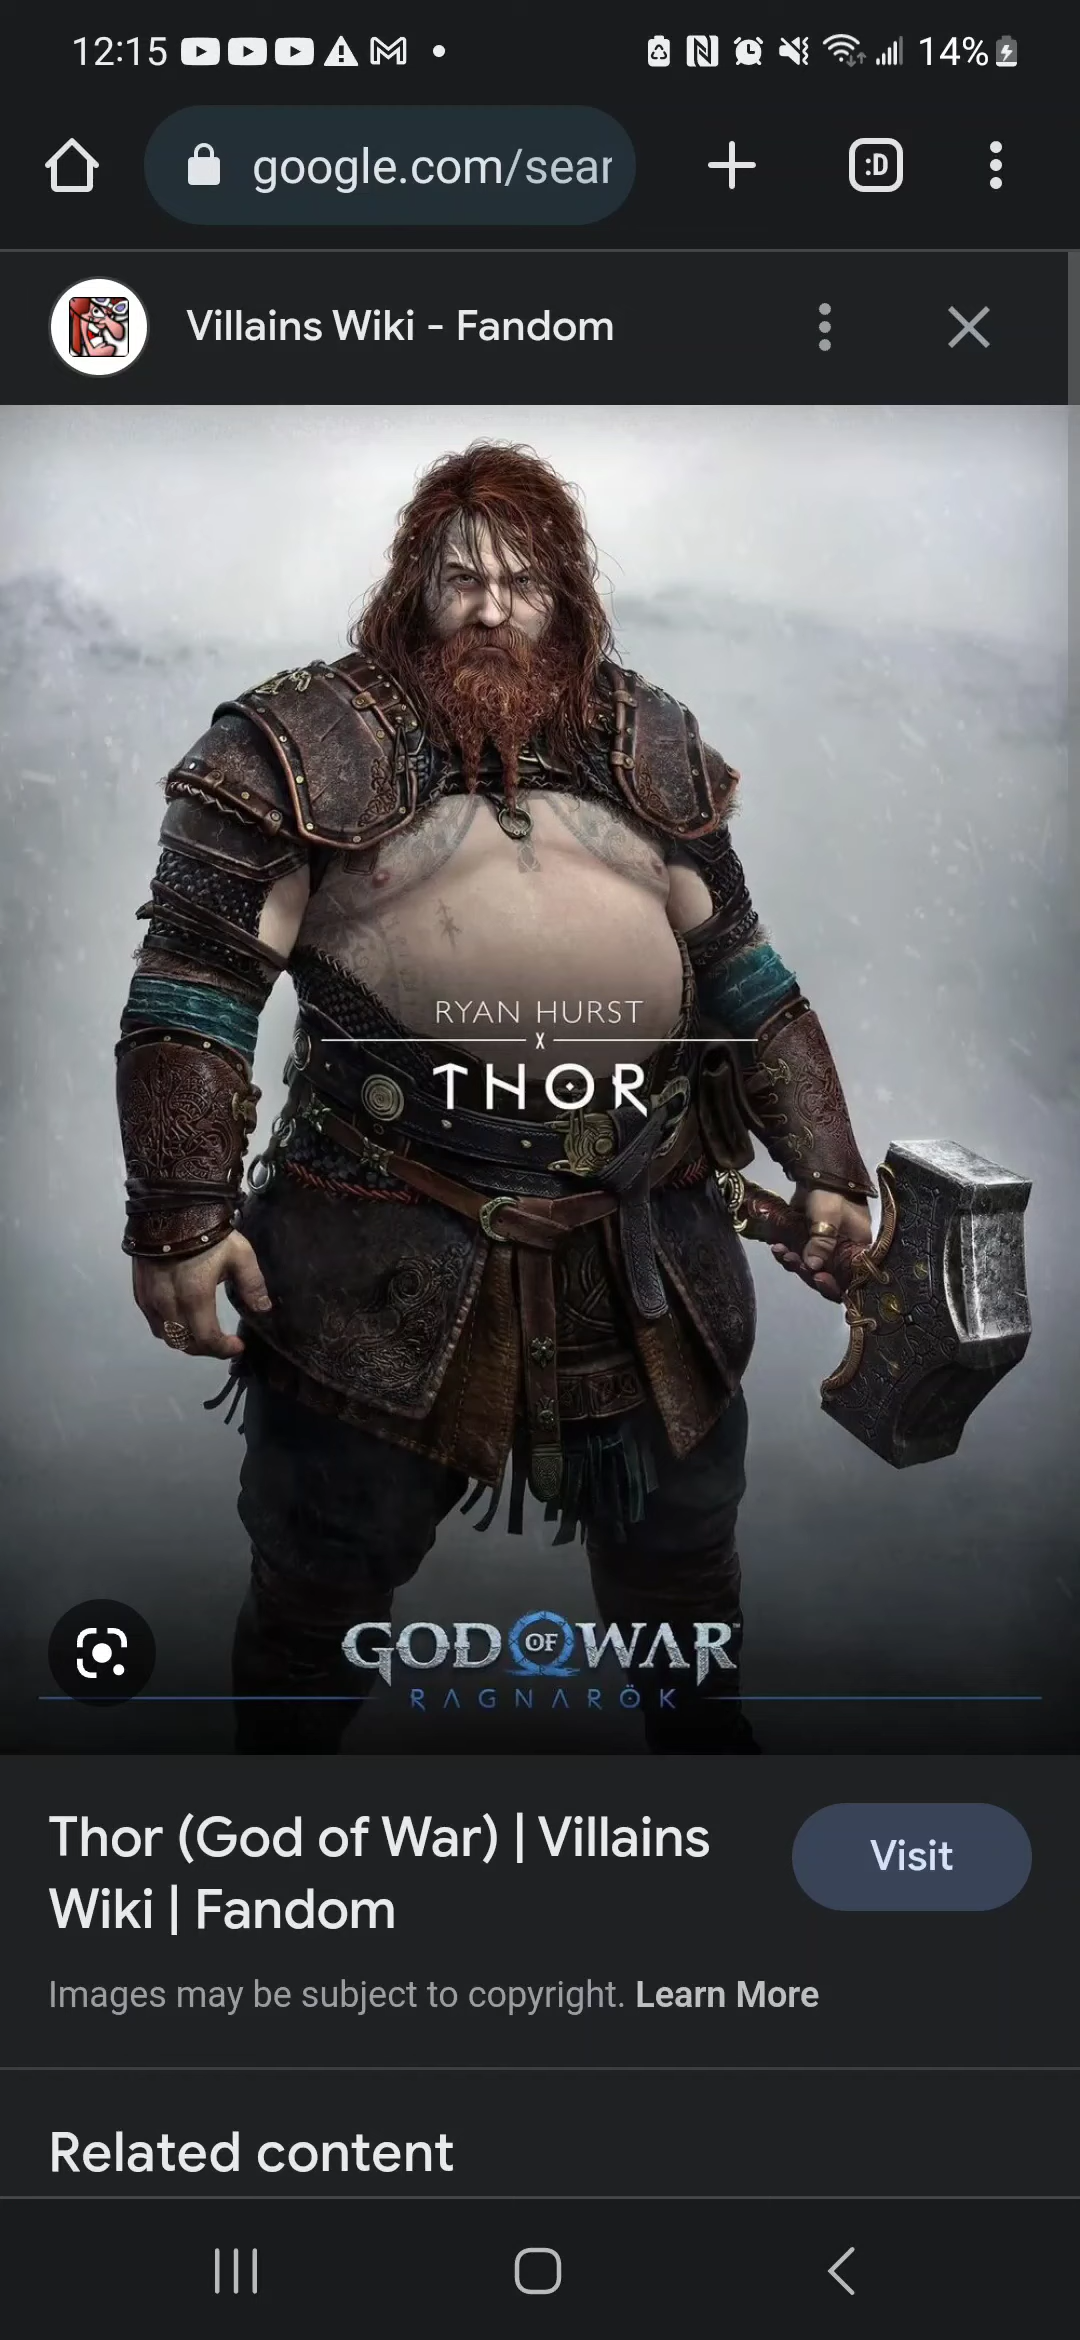 12:15 14%
google.com/sear :D
Villains Wiki - Fandom
RYAN HURST
X
THOR
GOD OF WAR
RAGNARÖK
Thor (God of War) | Villains
Wiki | Fandom
Visit
Images may be subject to copyright. Learn More
Related content